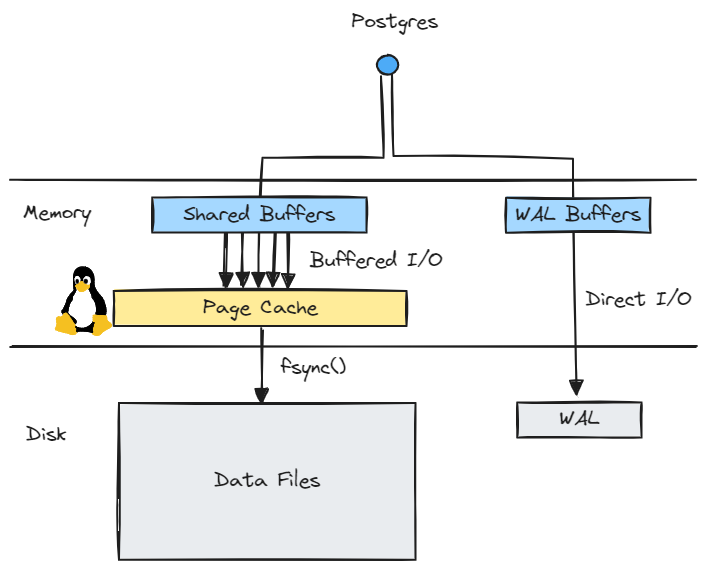 Postgres
Memory
Shared Buffers
WAL Buffers
Buffered I/O
Direct I/O
Page Cache
fsync()
Disk
WAL
Data Files